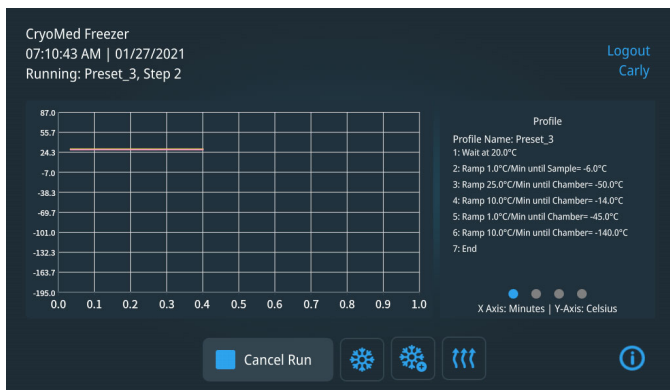 CryoMed Freezer
07:10:43 AM | 01/27/2021
Running: Preset_3, Step 2
Logout
Carly
87.0
55.7
24.3
-7.0
-38.3
-69.7
-101.0
-132.3
-163.7
-195.0
0.0 0.1 0.2 0.3 0.4 0.5 0.6 0.7 0.8 0.9 1.0
Profile
Profile Name: Preset_3
1: Wait at 20.0°C
2: Ramp 1.0°C/Min until Sample= -6.0°C
3: Ramp 25.0°C/Min until Chamber= -50.0°C
4: Ramp 10.0°C/Min until Chamber= -14.0°C
5: Ramp 1.0°C/Min until Chamber= -45.0°C
6: Ramp 10.0°C/Min until Chamber= -140.0°C
7: End
X Axis: Minutes | Y-Axis: Celsius
Cancel Run